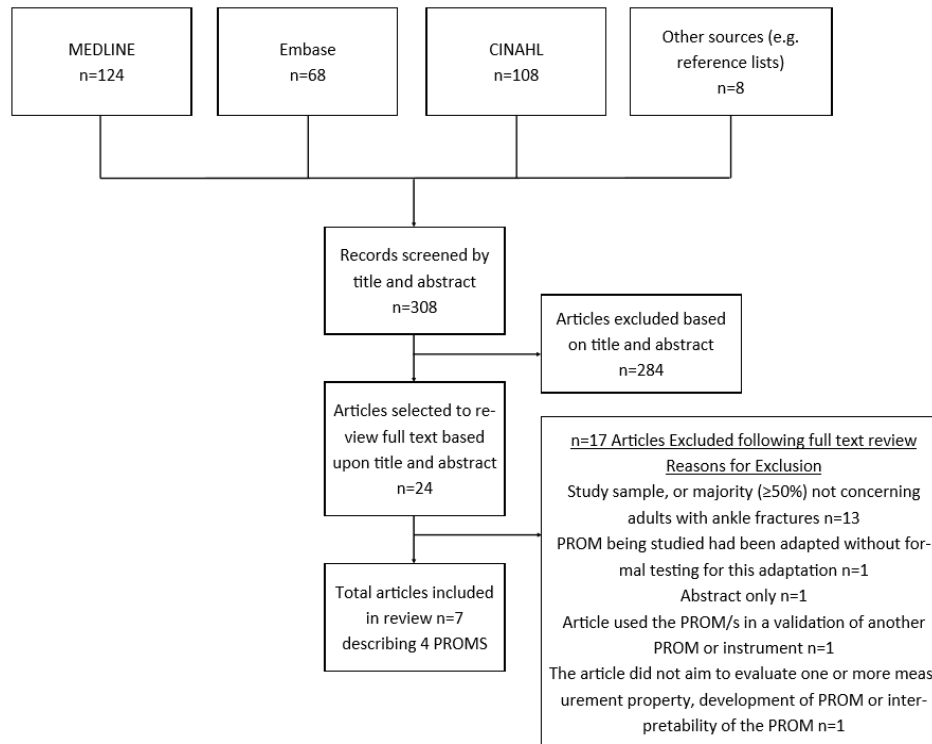 MEDLINE
n=124
Embase
n=68
CINAHL
n=108
Other sources (e.g.
reference lists)
n=8
Records screened by
title and abstract
n=308
Articles excluded based
on title and abstract
n=284
Articles selected to re-
view full text based
upon title and abstract
n=24
n=17 Articles Excluded following full text review
Reasons for Exclusion
Study sample, or majority (≥50%) not concerning
adults with ankle fractures n=13
PROM being studied had been adapted without for-
mal testing for this adaptation n=1
Abstract only n=1
Article used the PROM/s in a validation of another
PROM or instrument n=1
The article did not aim to evaluate one or more meas
urement property, development of PROM or inter-
pretability of the PROM n=1
Total articles included
in review n=7
describing 4 PROMS